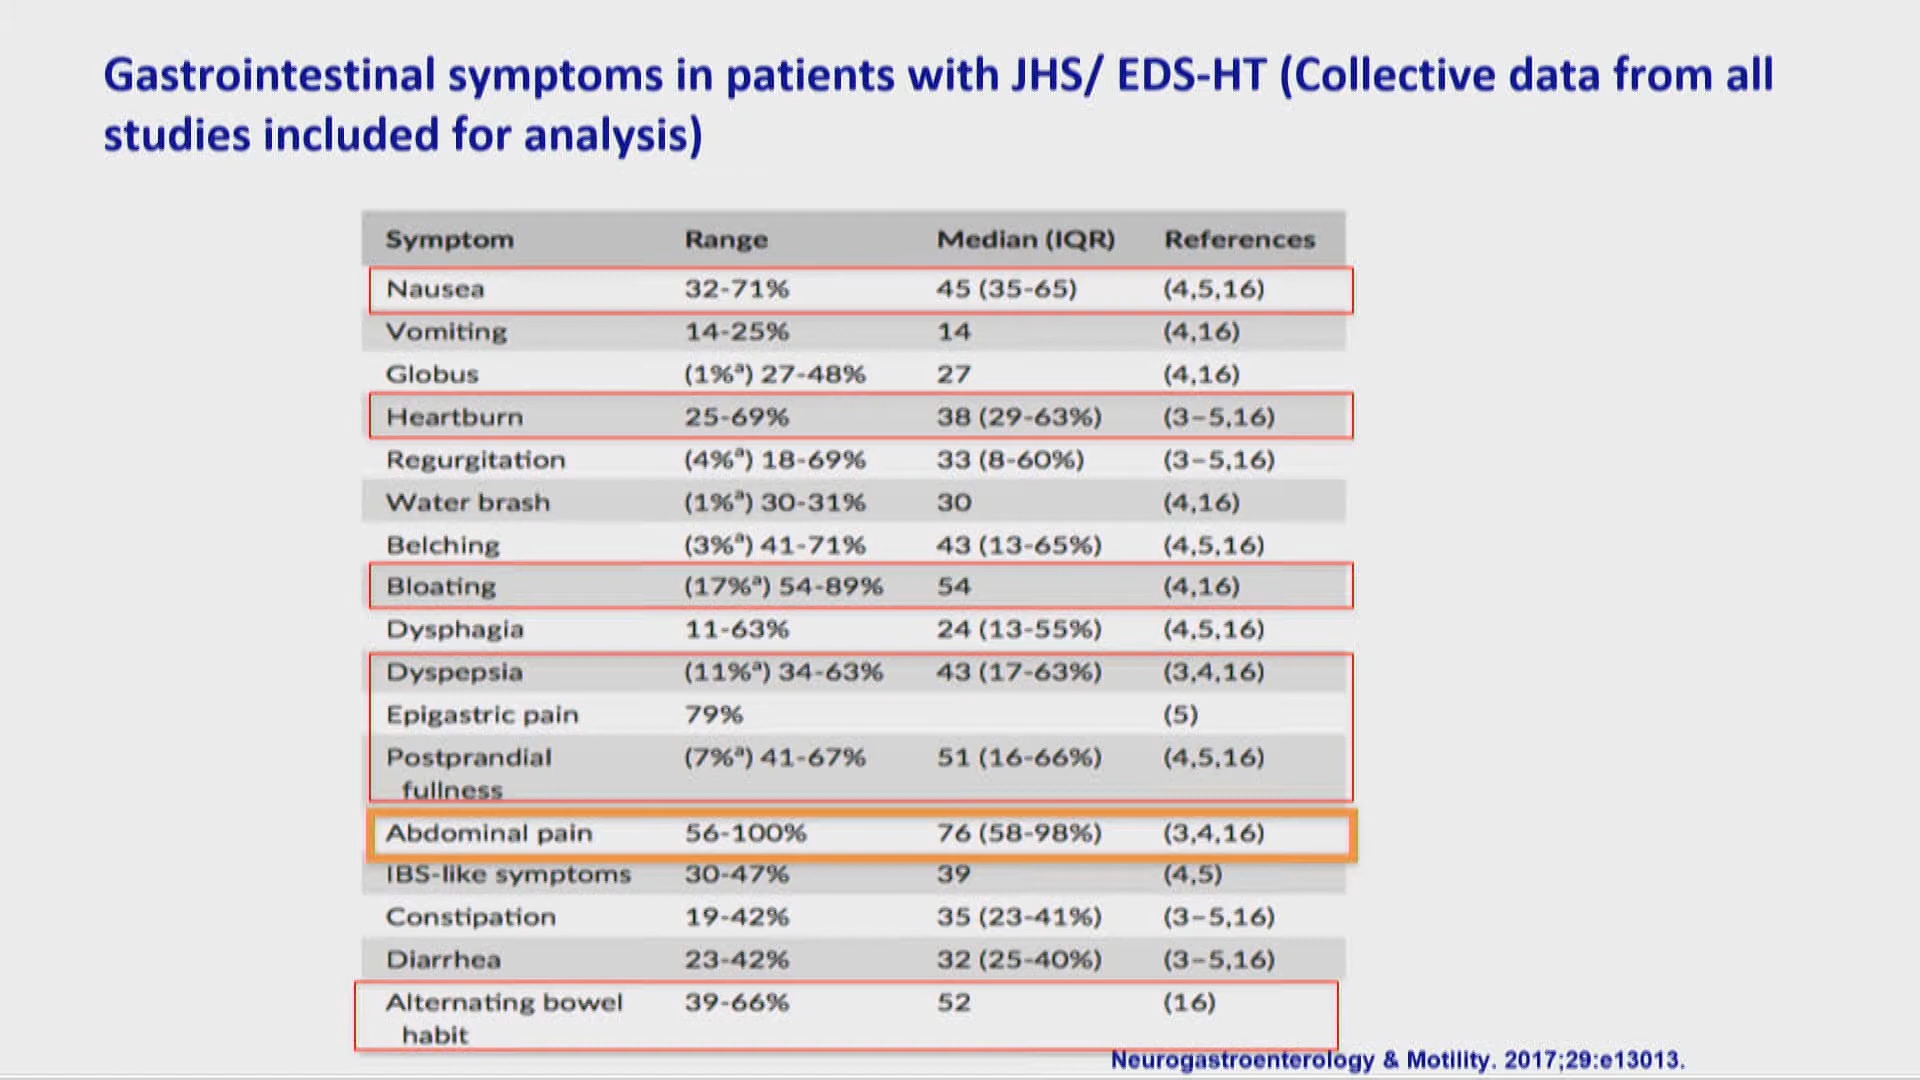 Gastrointestinal symptoms in patients with JHS/ EDS-HT (Collective data from all
studies included for analysis)
Symptom Range Median (IQR) References
Nausea 32-71% 45 (35-65) (4,5,16)
Vomiting 14-25% 14 (4,16)
Globus (1%ª) 27-48% 27 (4,16)
Heartburn 25-69% 38 (29-63%) (3–5,16)
Regurgitation (4%ª) 18-69% 33 (8-60%) (3–5,16)
Water brash (1%ª) 30-31% 30 (4,16)
Belching (3%ª) 41-71% 43 (13-65%) (4,5,16)
Bloating (17%ª) 54-89% 54 (4,16)
Dysphagia 11-63% 24 (13-55%) (4,5,16)
Dyspepsia (11%ª) 34-63% 43 (17-63%) (3,4,16)
Epigastric pain 79% (5)
Postprandial (7%ª) 41-67% 51 (16-66%) (4,5,16)
fullness
Abdominal pain 56-100% 76 (58-98%) (3,4,16)
IBS-like symptoms 30-47% 39 (4,5)
Constipation 19-42% 35 (23-41%) (3–5,16)
Diarrhea 23-42% 32 (25-40%) (3–5,16)
Alternating bowel 39-66% 52 (16)
habit
Neurogastroenterology & Motility. 2017;29:e13013.